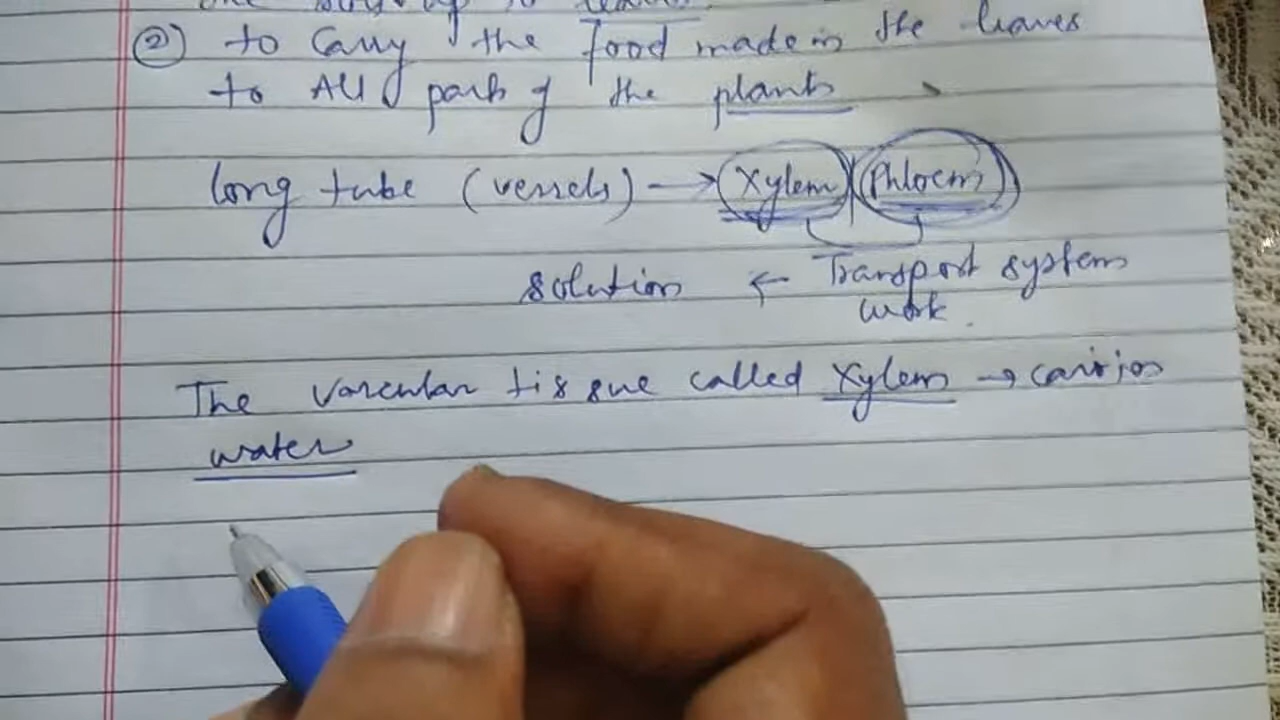 ② to Carry the food made in the leaves
to All parts of the plants
long tube (vessels) → Xylem Phloem
solution ← Transport system
work.
The vascular tissue called Xylem → carries
water